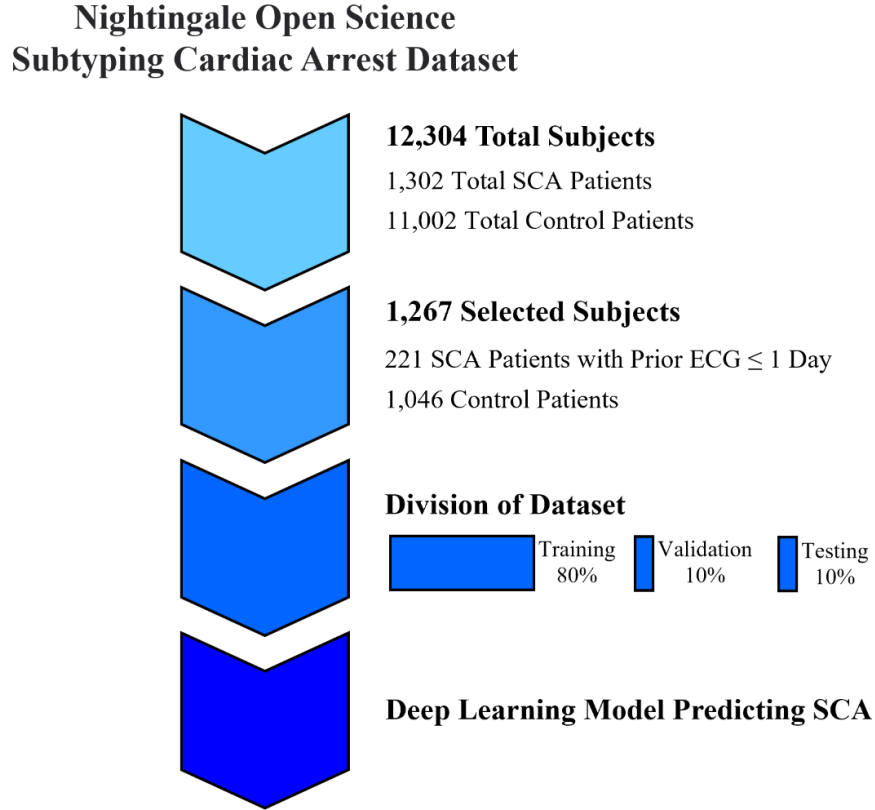 Nightingale Open Science
Subtyping Cardiac Arrest Dataset
12,304 Total Subjects
1,302 Total SCA Patients
11,002 Total Control Patients
1,267 Selected Subjects
221 SCA Patients with Prior ECG ≤ 1 Day
1,046 Control Patients
Division of Dataset
Training
80%
Validation
10%
Testing
10%
Deep Learning Model Predicting SCA